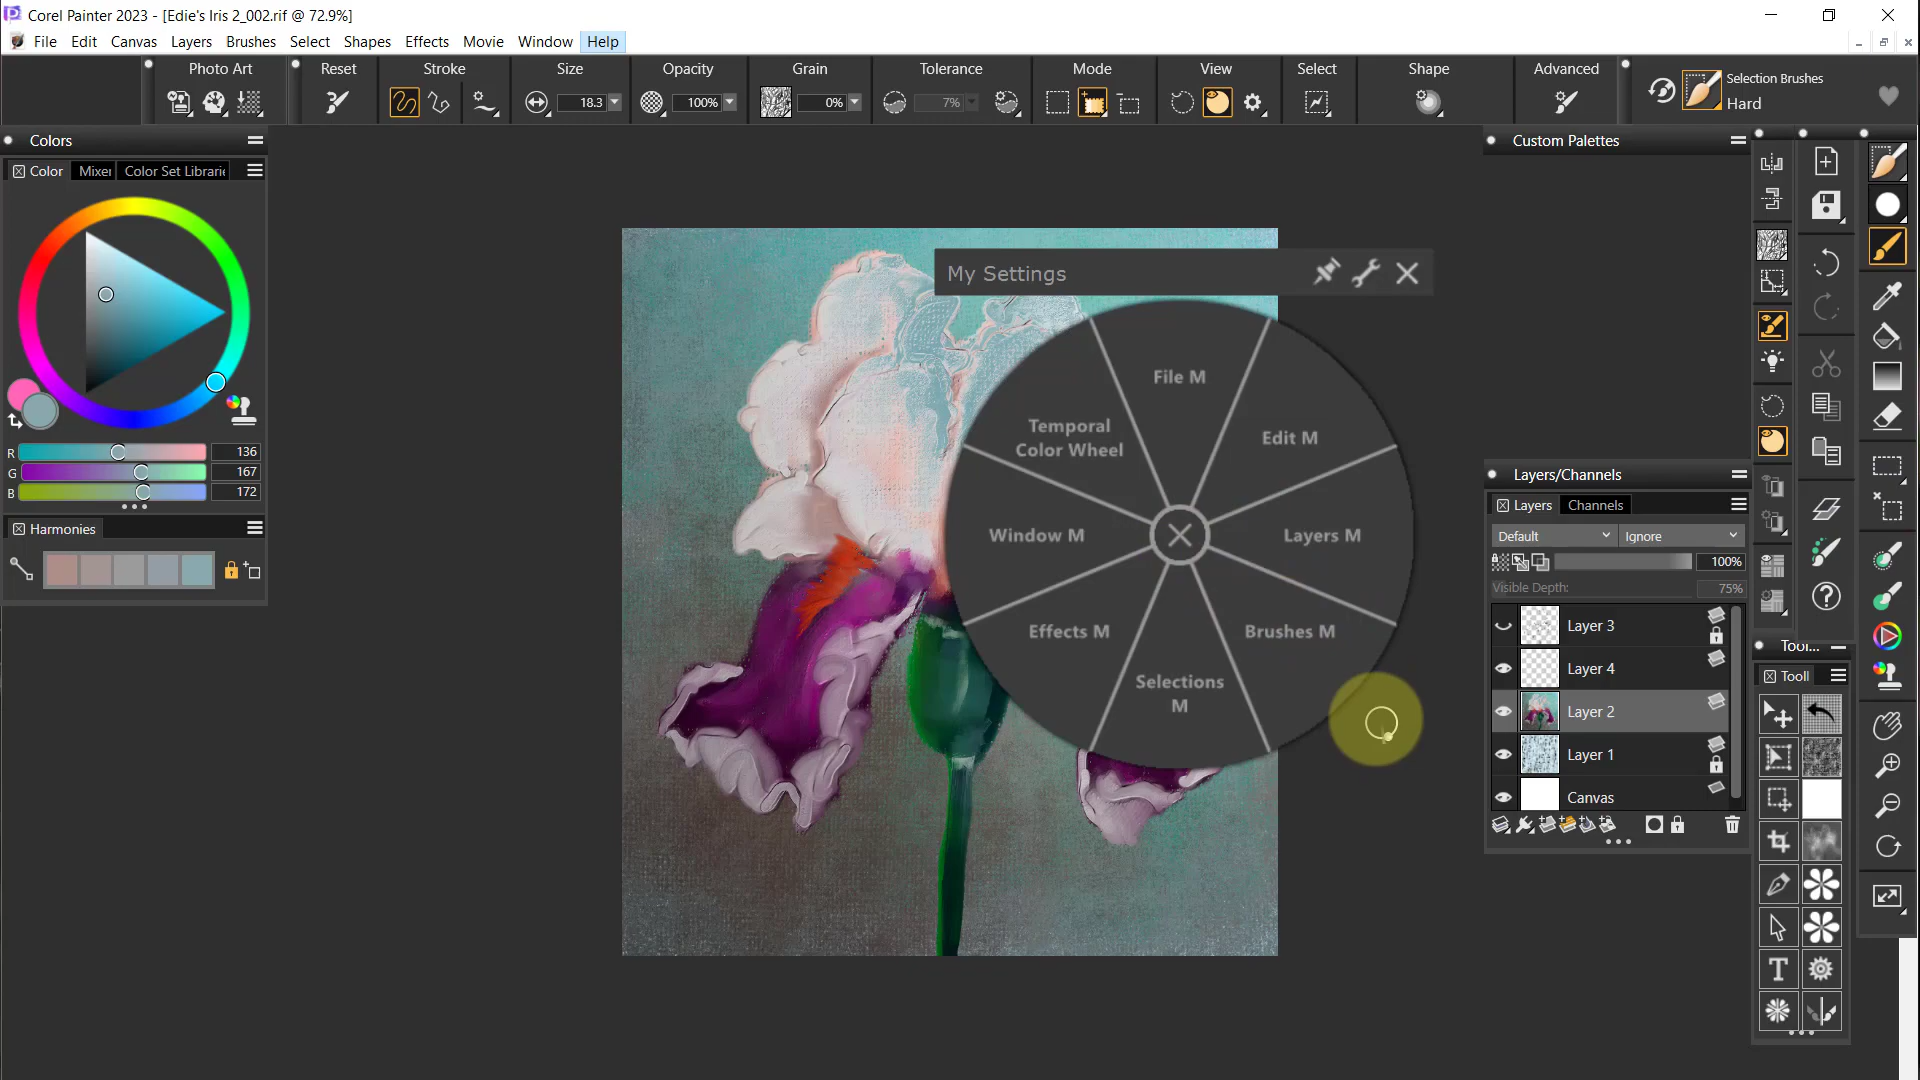 Corel Painter 2023 - [Edie's Iris 2_002.rif @ 72.9%]
File Edit Canvas Layers Brushes Select Shapes Effects Movie Window Help
Photo Art Reset Stroke Size Opacity Grain Tolerance Mode View Select Shape Advanced
18.3 100% 0% 7%
Selection Brushes
Hard
Colors
Color Mixer Color Set Librarie
R 136
G 167
B 172
Harmonies
My Settings
File M
Edit M
Layers M
Brushes M
Selections
M
Effects M
Window M
Temporal
Color Wheel
Custom Palettes
Layers/Channels
Layers Channels
Default Ignore
100%
Visible Depth: 75%
Layer 3
Layer 4
Layer 2
Layer 1
Canvas
Tool...
Tooll
T